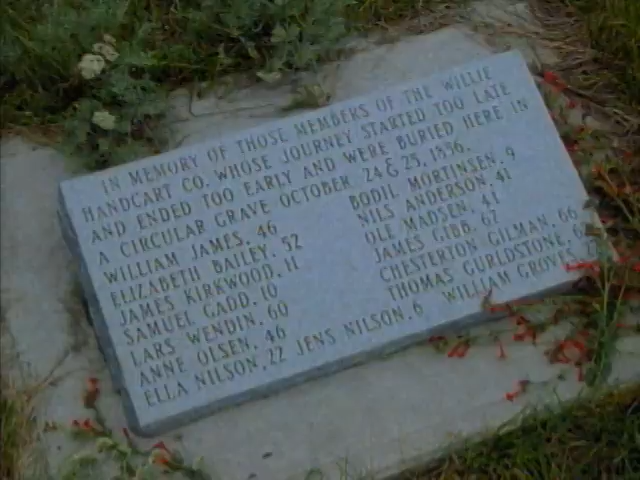 IN MEMORY OF THOSE MEMBERS OF THE WILLIE
HANDCART CO. WHOSE JOURNEY STARTED TOO LATE
AND ENDED TOO EARLY AND WERE BURIED HERE IN
A CIRCULAR GRAVE OCTOBER 24 & 25, 1856.
WILLIAM JAMES, 46
ELIZABETH BAILEY, 52
JAMES KIRKWOOD, 11
SAMUEL GADD, 10
LARS WENDIN, 60
ANNE OLSEN, 46
ELLA NILSON, 22 JENS NILSON, 6
BODIL MORTINSEN, 9
NILS ANDERSON, 41
OLE MADSEN, 41
JAMES GIBB, 67
CHESTERTON GILMAN, 66
THOMAS GURLDSTONE,
WILLIAM GROVES,